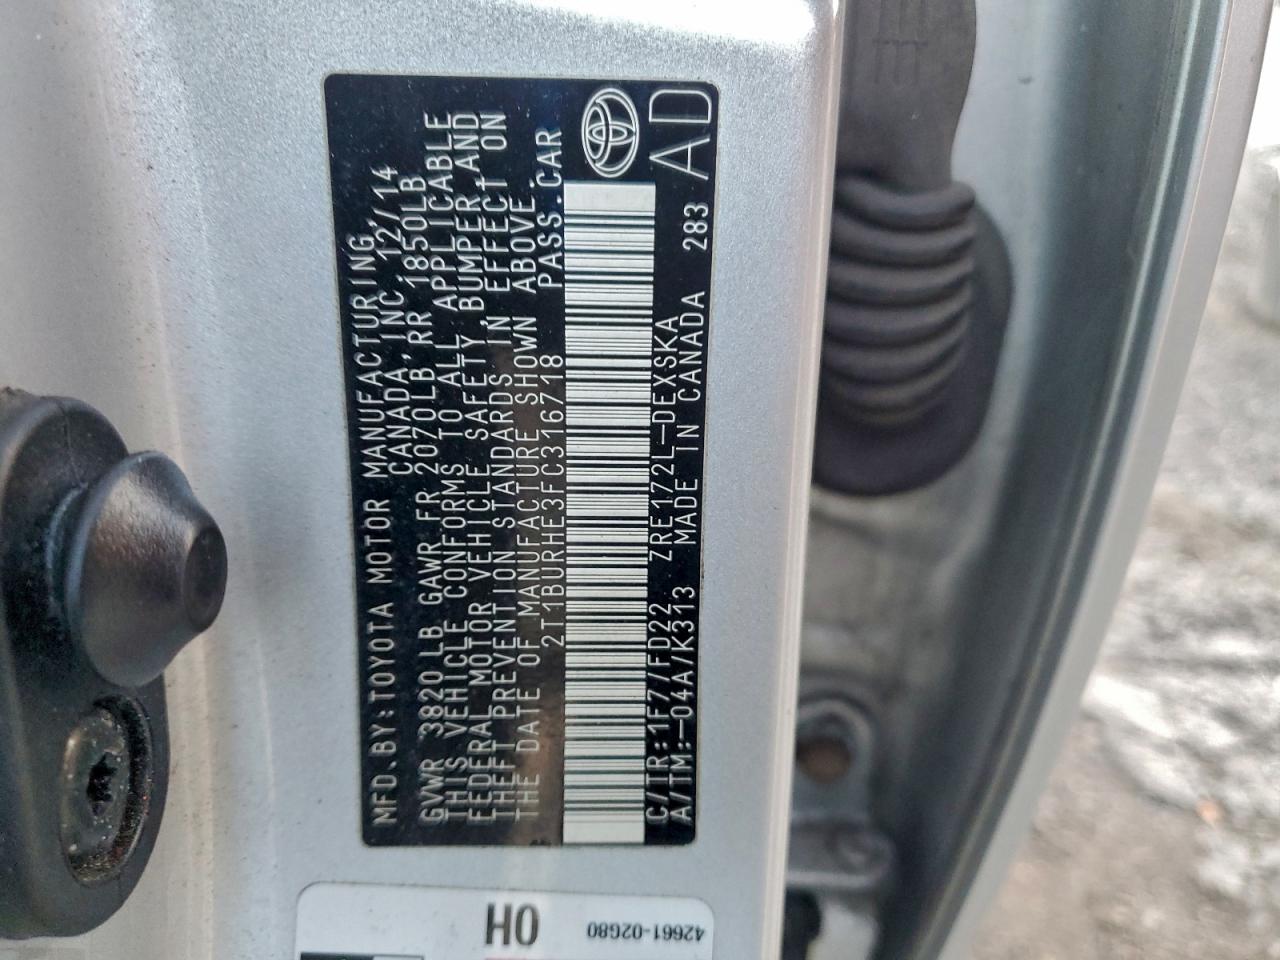 MFD.BY:TOYOTA MOTOR MANUFACTURING,
CANADA,INC. 12/14
GVWR 3820LB GAWR FR 2070LB,RR 1850LB
THIS VEHICLE CONFORMS TO ALL APPLICABLE
FEDERAL MOTOR VEHICLE SAFETY,BUMPER,AND
THEFT PREVENTION STANDARDS IN EFFECT ON
THE DATE OF MANUFACTURE SHOWN ABOVE.
2T1BURHE3FC316718 PASS.CAR
C/TR:1F7/FD22 ZRE172L-DEXSKA 283
A/TM:-04A/K313 MADE IN CANADA AD
0H
42661-02G80